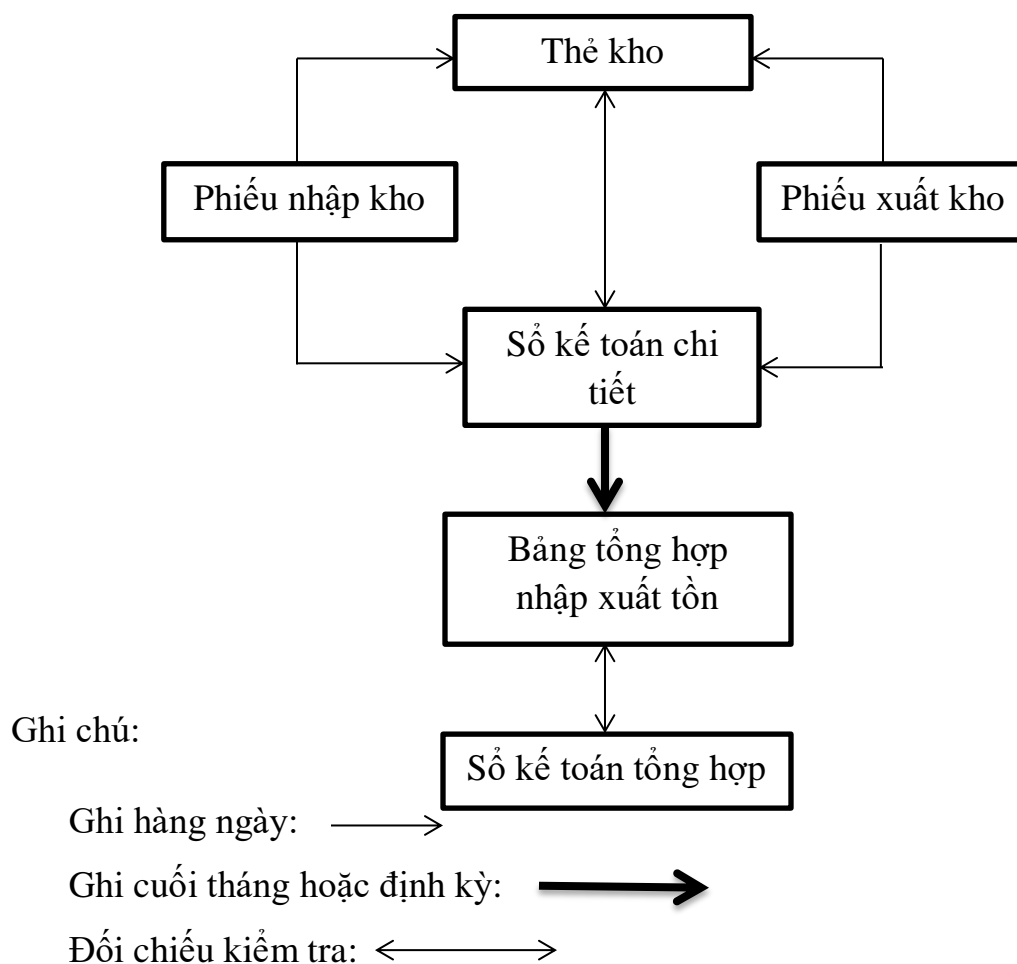 Thẻ kho
Phiếu nhập kho
Phiếu xuất kho
Sổ kế toán chi
tiết
Bảng tổng hợp
nhập xuất tồn
Ghi chú:
Sổ kế toán tổng hợp
Ghi hàng ngày:
Ghi cuối tháng hoặc định kỳ:
Đối chiếu kiểm tra: